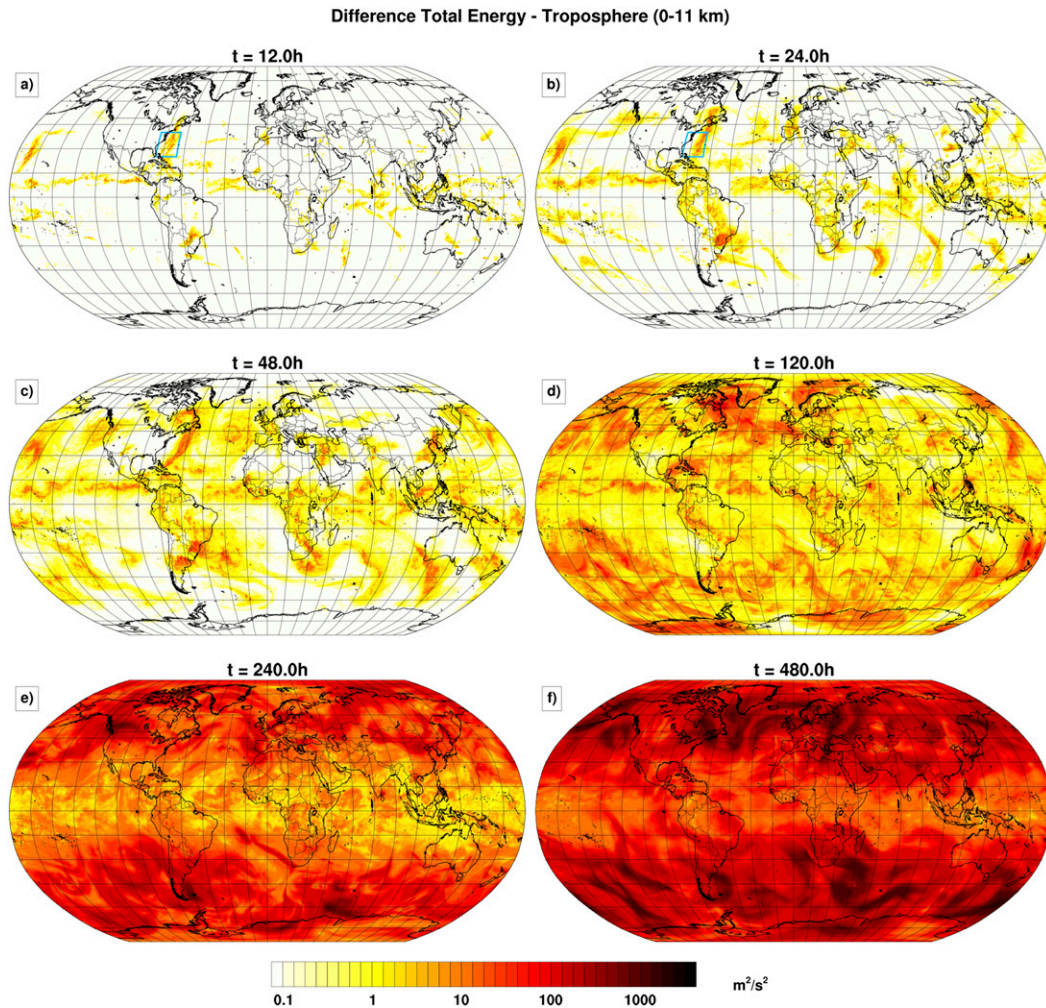 Difference Total Energy - Troposphere (0-11 km)
t = 12.0h
t = 24.0h
a)
b)
t = 48.0h
t = 120.0h
c)
d)
t = 240.0h
t = 480.0h
e)
f)
0.1 1 10 100 1000 m²/s²